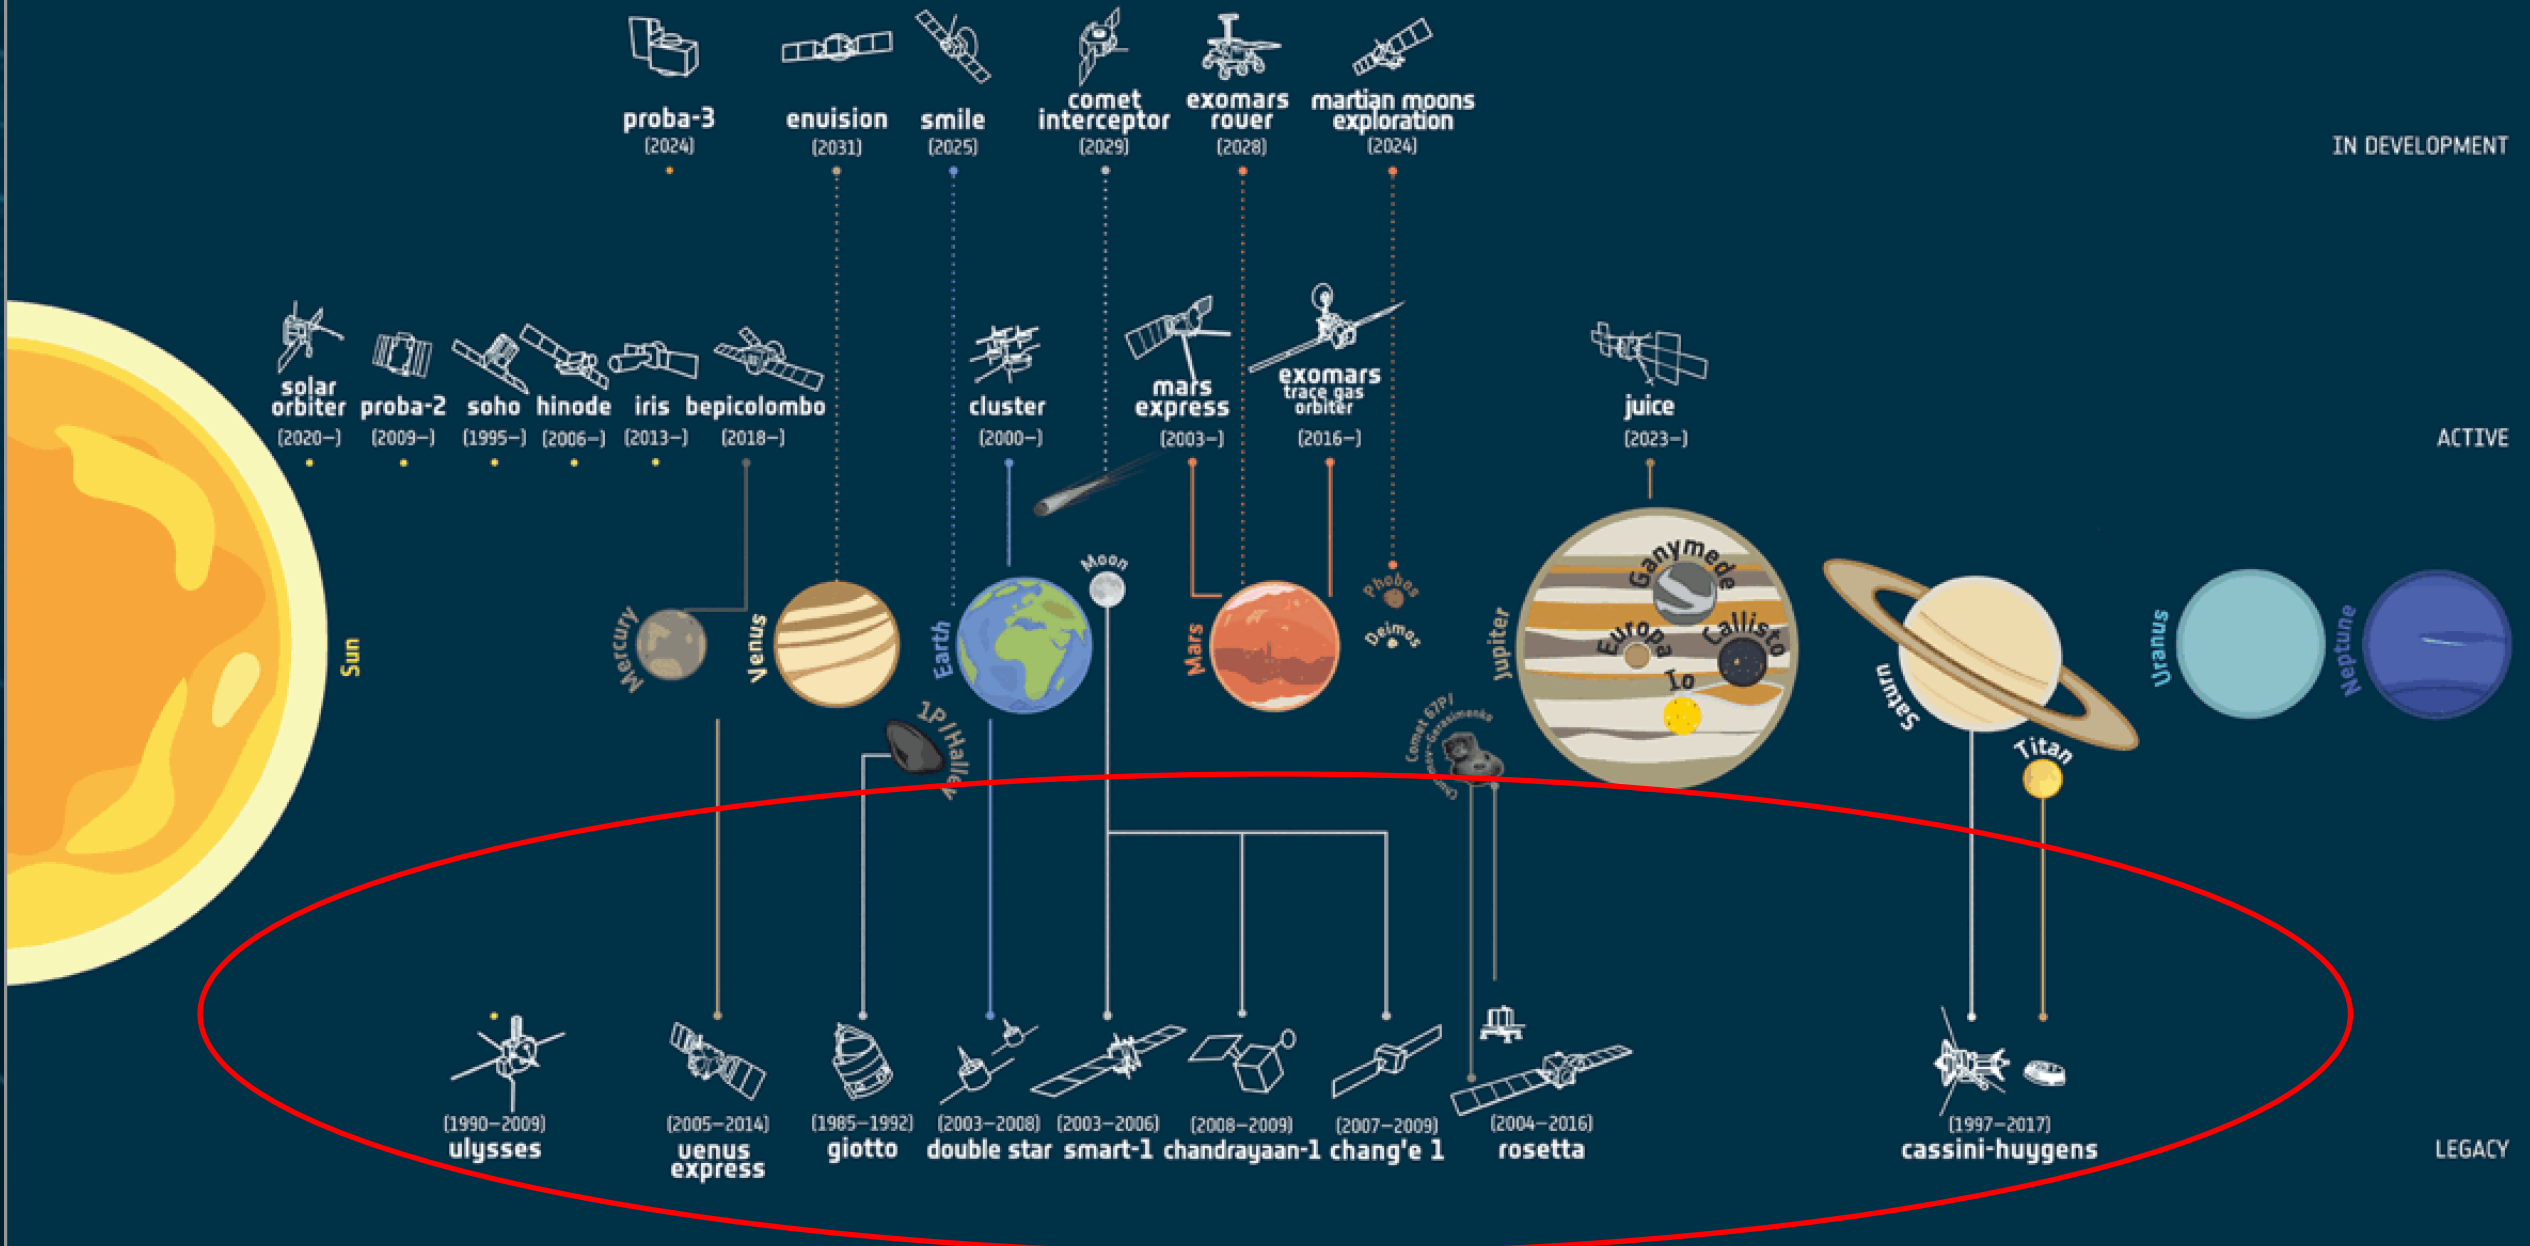 proba-3
(2024)
envision
(2031)
smile
(2025)
comet
interceptor
(2029)
exomars
rover
(2028)
martian moons
exploration
(2024)
IN DEVELOPMENT
solar
orbiter
(2020–)
proba-2
(2009–)
soho
(1995–)
hinode
(2006–)
iris
(2013–)
bepicolombo
(2018–)
cluster
(2000–)
mars
express
(2003–)
exomars
trace gas
orbiter
(2016–)
juice
(2023–)
ACTIVE
Sun
Mercury
Venus
Earth
Moon
Mars
Phobos
Deimos
Jupiter
Ganymede
Europa
Callisto
Io
Saturn
Titan
Uranus
Neptune
1P/Halley
Comet 67P/
Churyumov-Gerasimenko
(1990–2009)
ulysses
(2005–2014)
venus
express
(1985–1992)
giotto
(2003–2008)
double star
(2003–2006)
smart-1
(2008–2009)
chandrayaan-1
(2007–2009)
chang'e 1
(2004–2016)
rosetta
(1997–2017)
cassini-huygens
LEGACY